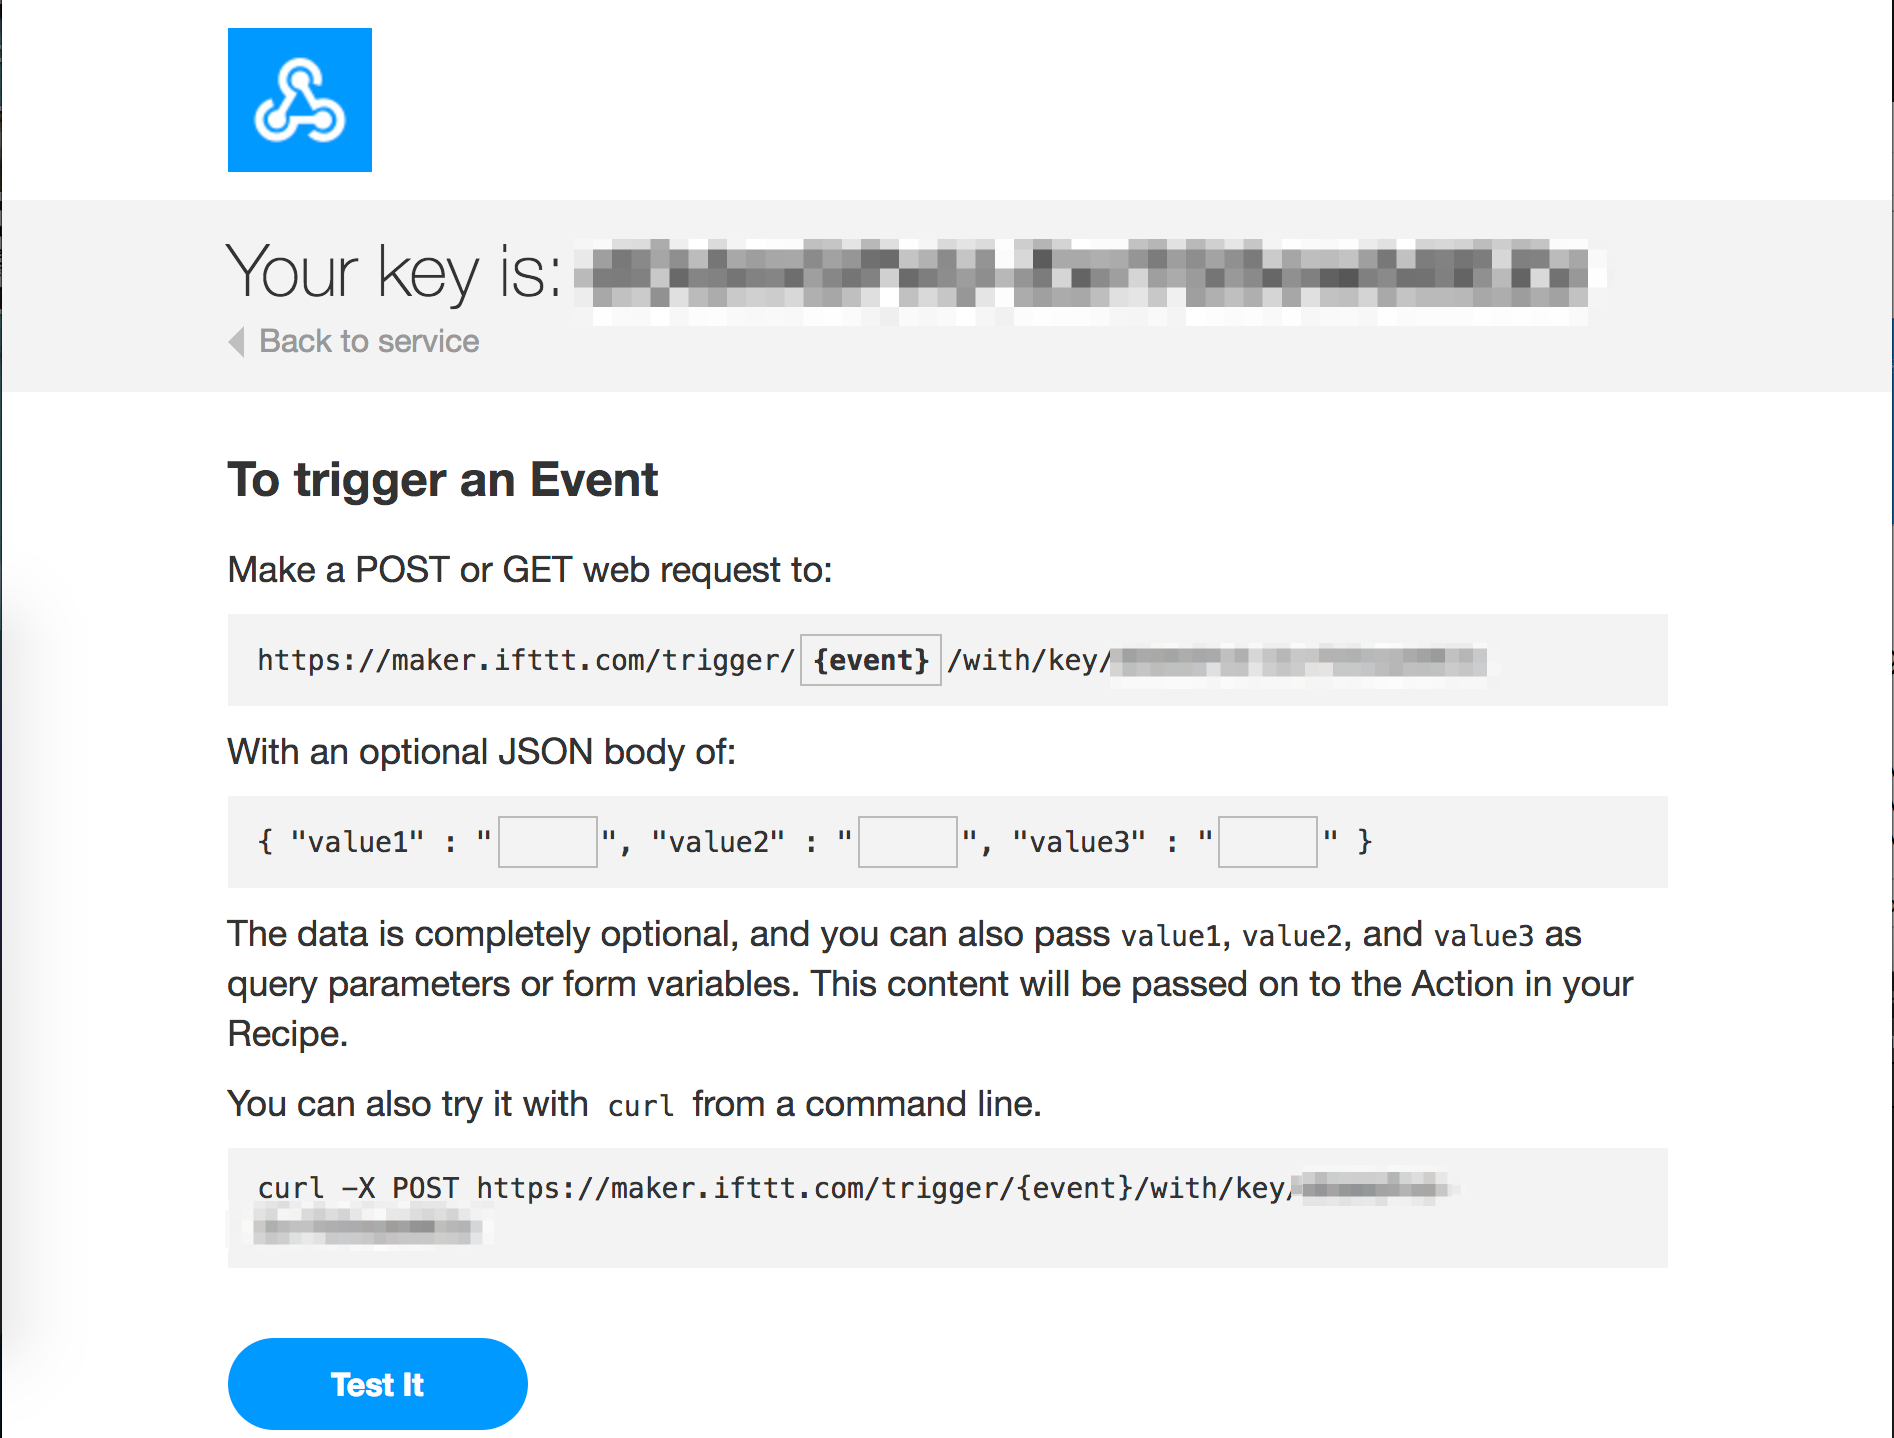 Your key is:
Back to service
To trigger an Event
Make a POST or GET web request to:
https://maker.ifttt.com/trigger/ {event} /with/key/
With an optional JSON body of:
{ "value1" : "", "value2" : "", "value3" : "" }
The data is completely optional, and you can also pass value1, value2, and value3 as
query parameters or form variables. This content will be passed on to the Action in your
Recipe.
You can also try it with curl from a command line.
curl -X POST https://maker.ifttt.com/trigger/{event}/with/key/
Test It